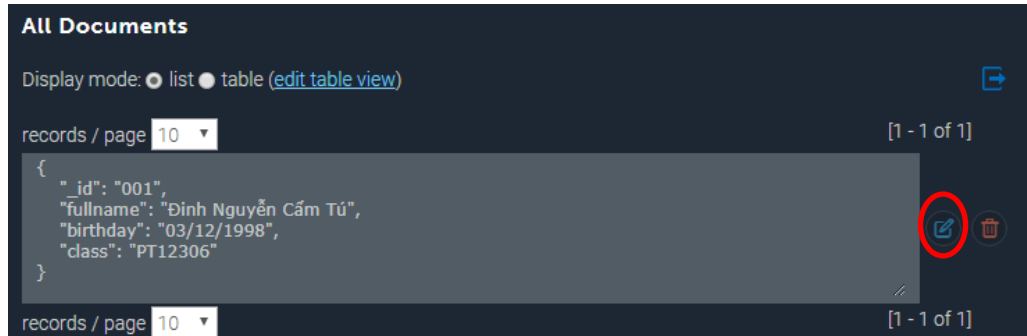 All Documents
Display mode: list table (edit table view)
records / page 10 [1 - 1 of 1]
{
"_id": "001",
"fullname": "Đinh Nguyễn Cẩm Tú",
"birthday": "03/12/1998",
"class": "PT12306"
}
records / page 10 [1 - 1 of 1]